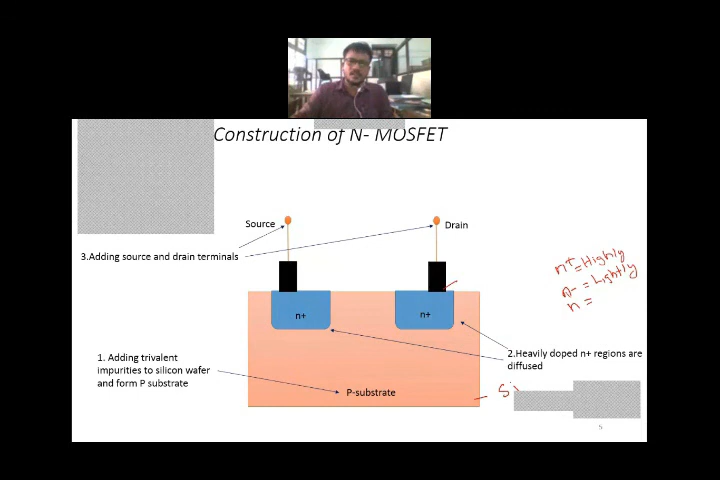 Construction of N- MOSFET
Source
Drain
3.Adding source and drain terminals
n+ = Highly
n- = Lightly
n =
n+
n+
1. Adding trivalent
impurities to silicon wafer
and form P substrate
2.Heavily doped n+ regions are
diffused
P-substrate
Si
5